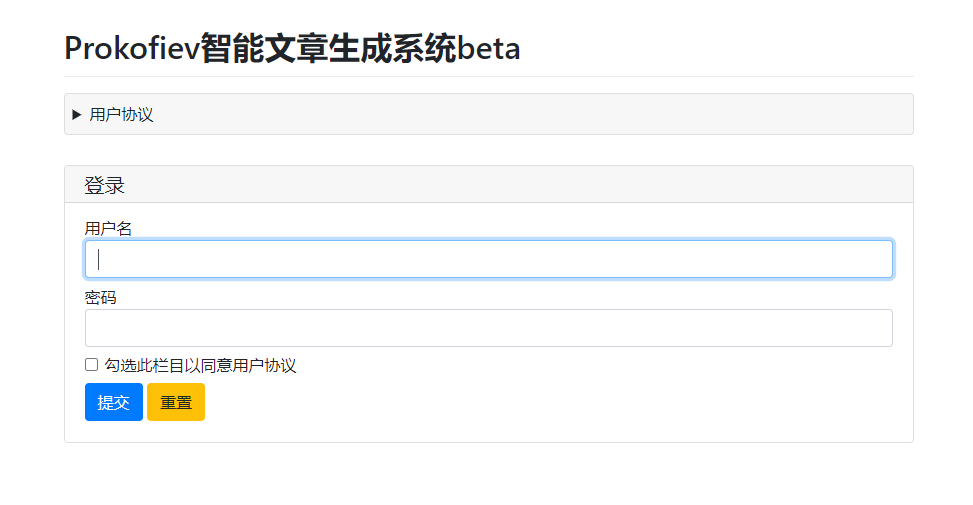 Prokofiev智能文章生成系统beta
用户协议
登录
用户名
密码
勾选此栏目以同意用户协议
提交 重置